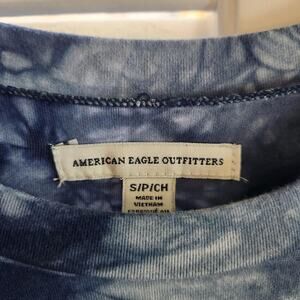 AMERICAN EAGLE OUTFITTERS
S/P/CH
MADE IN
VIETNAM